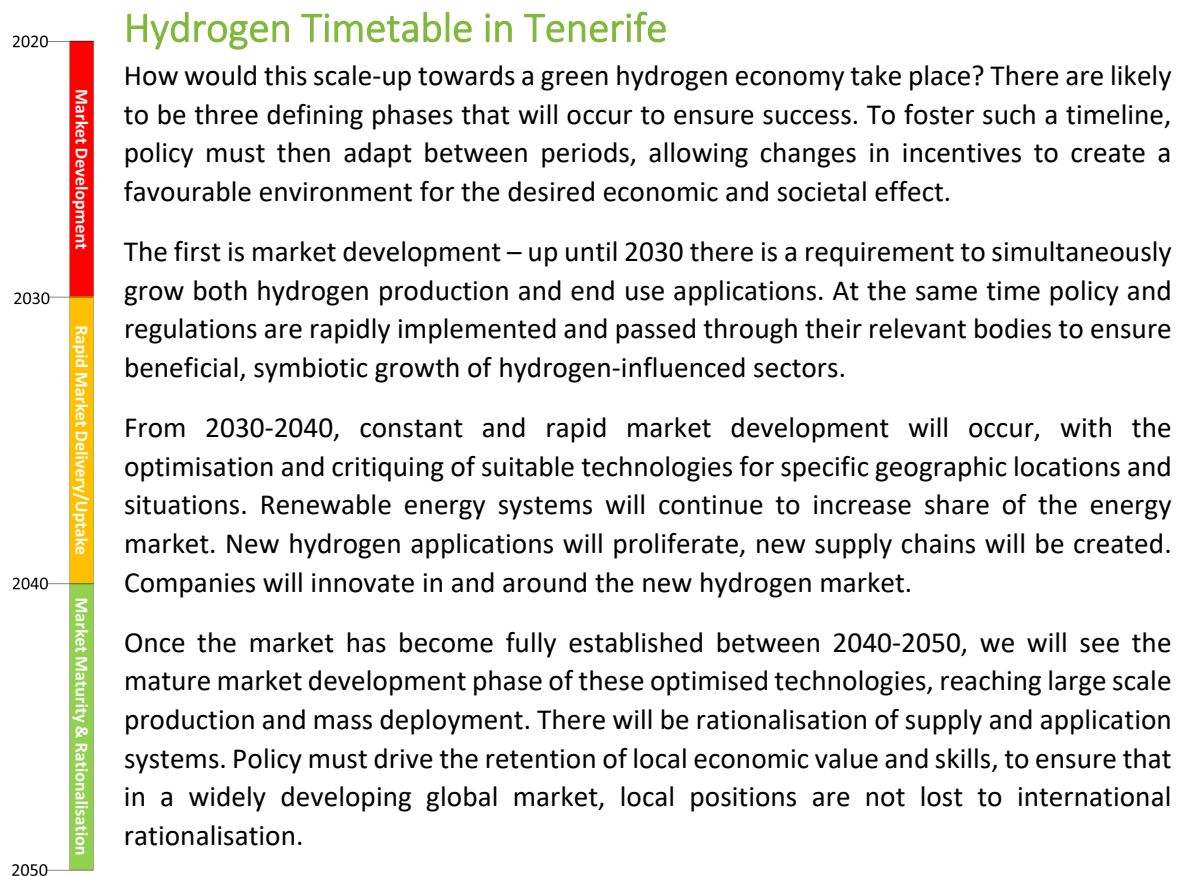 Hydrogen Timetable in Tenerife
2020
Market Development
2030
Rapid Market Delivery/Uptake
2040
Market Maturity & Rationalisation
2050
How would this scale-up towards a green hydrogen economy take place? There are likely
to be three defining phases that will occur to ensure success. To foster such a timeline,
policy must then adapt between periods, allowing changes in incentives to create a
favourable environment for the desired economic and societal effect.
The first is market development – up until 2030 there is a requirement to simultaneously
grow both hydrogen production and end use applications. At the same time policy and
regulations are rapidly implemented and passed through their relevant bodies to ensure
beneficial, symbiotic growth of hydrogen-influenced sectors.
From 2030-2040, constant and rapid market development will occur, with the
optimisation and critiquing of suitable technologies for specific geographic locations and
situations. Renewable energy systems will continue to increase share of the energy
market. New hydrogen applications will proliferate, new supply chains will be created.
Companies will innovate in and around the new hydrogen market.
Once the market has become fully established between 2040-2050, we will see the
mature market development phase of these optimised technologies, reaching large scale
production and mass deployment. There will be rationalisation of supply and application
systems. Policy must drive the retention of local economic value and skills, to ensure that
in a widely developing global market, local positions are not lost to international
rationalisation.